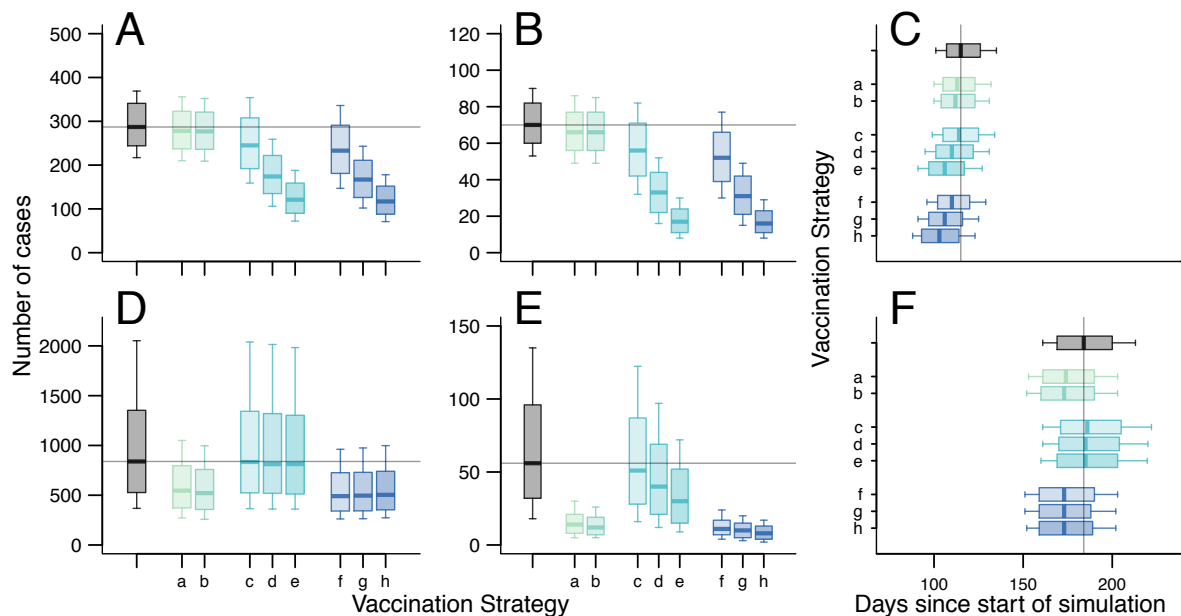 A
B
C
500
400
300
200
100
0
120
100
80
60
40
20
0
a
b
c
d
e
f
g
h
Number of cases
Vaccination Strategy
D
E
F
2000
1500
1000
500
0
150
100
50
0
a
b
c
d
e
f
g
h
a b c d e f g h
a b c d e f g h
100 150 200
Vaccination Strategy
Days since start of simulation